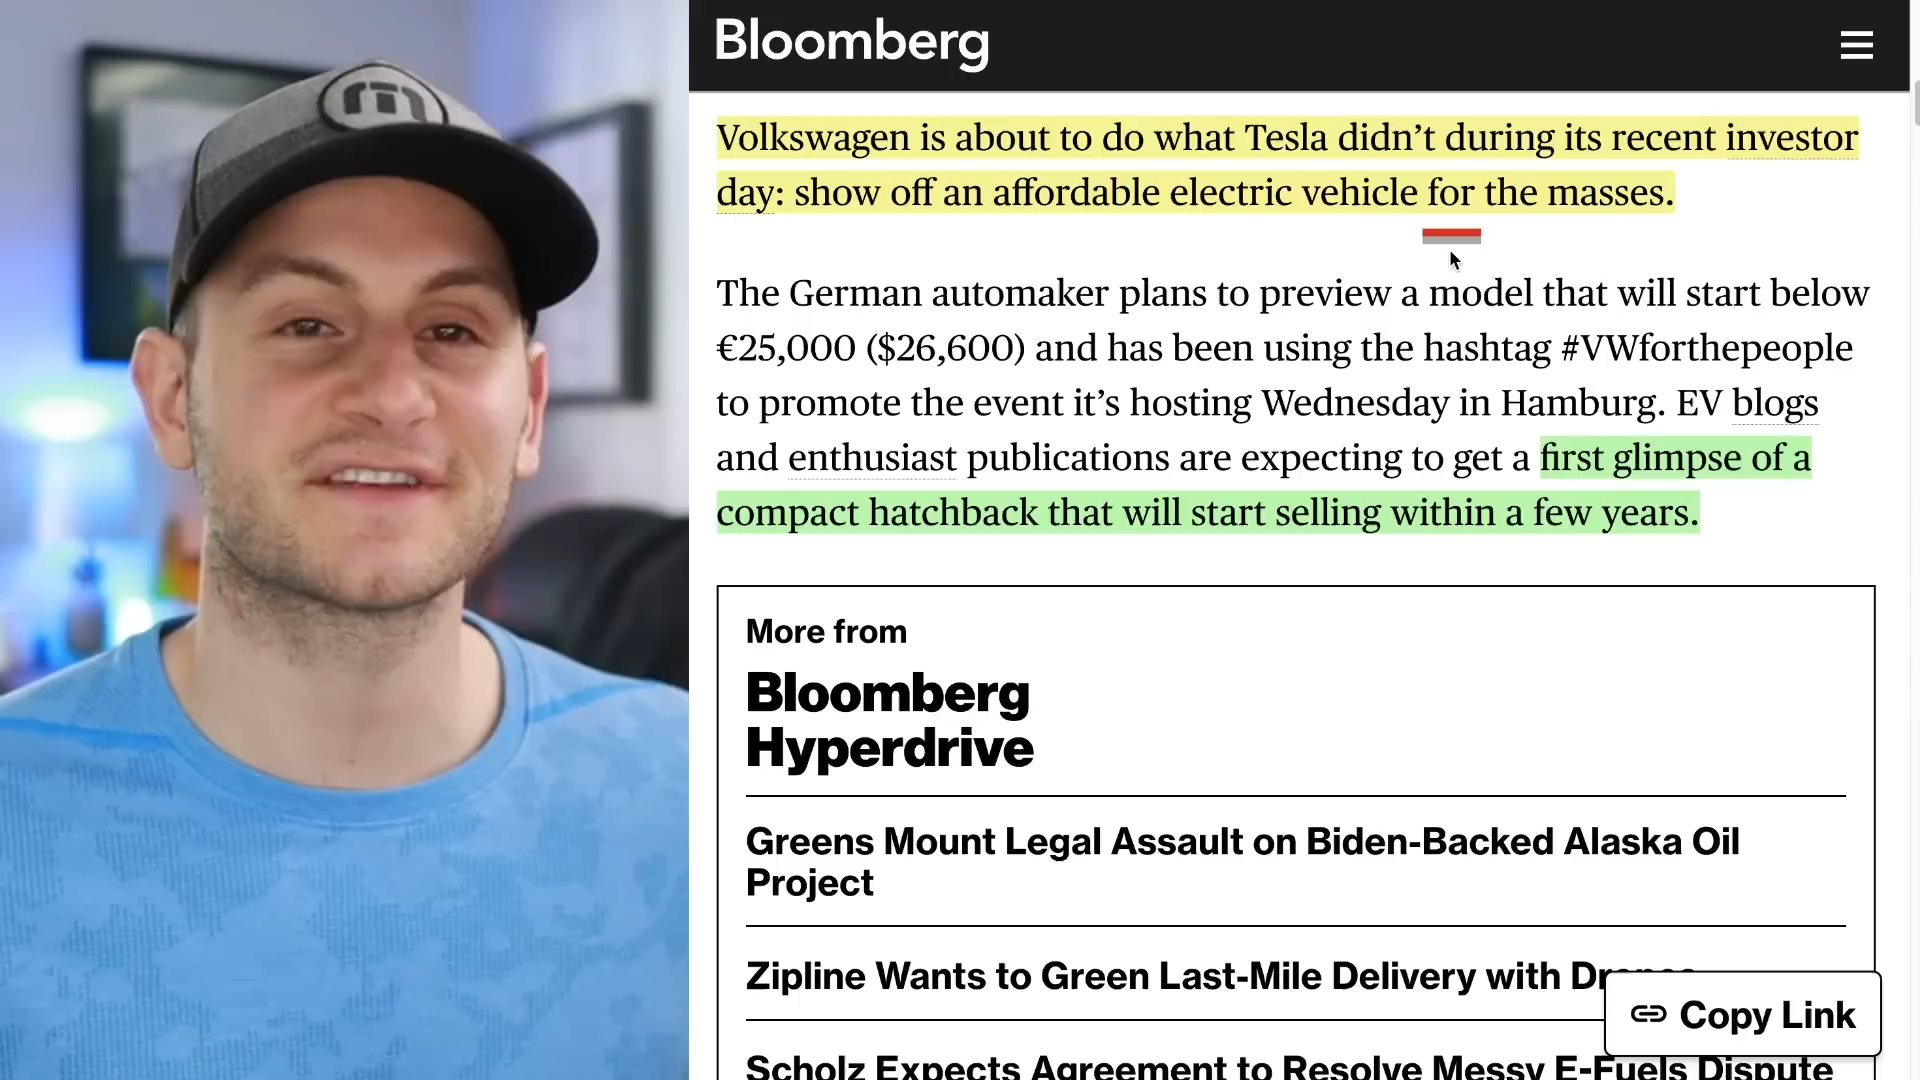 Bloomberg
Volkswagen is about to do what Tesla didn’t during its recent investor
day: show off an affordable electric vehicle for the masses.
The German automaker plans to preview a model that will start below
€25,000 ($26,600) and has been using the hashtag #VWforthepeople
to promote the event it’s hosting Wednesday in Hamburg. EV blogs
and enthusiast publications are expecting to get a first glimpse of a
compact hatchback that will start selling within a few years.
More from
Bloomberg
Hyperdrive
Greens Mount Legal Assault on Biden-Backed Alaska Oil
Project
Zipline Wants to Green Last-Mile Delivery with Drones
Copy Link
Scholz Expects Agreement to Resolve Messy E-Fuels Dispute